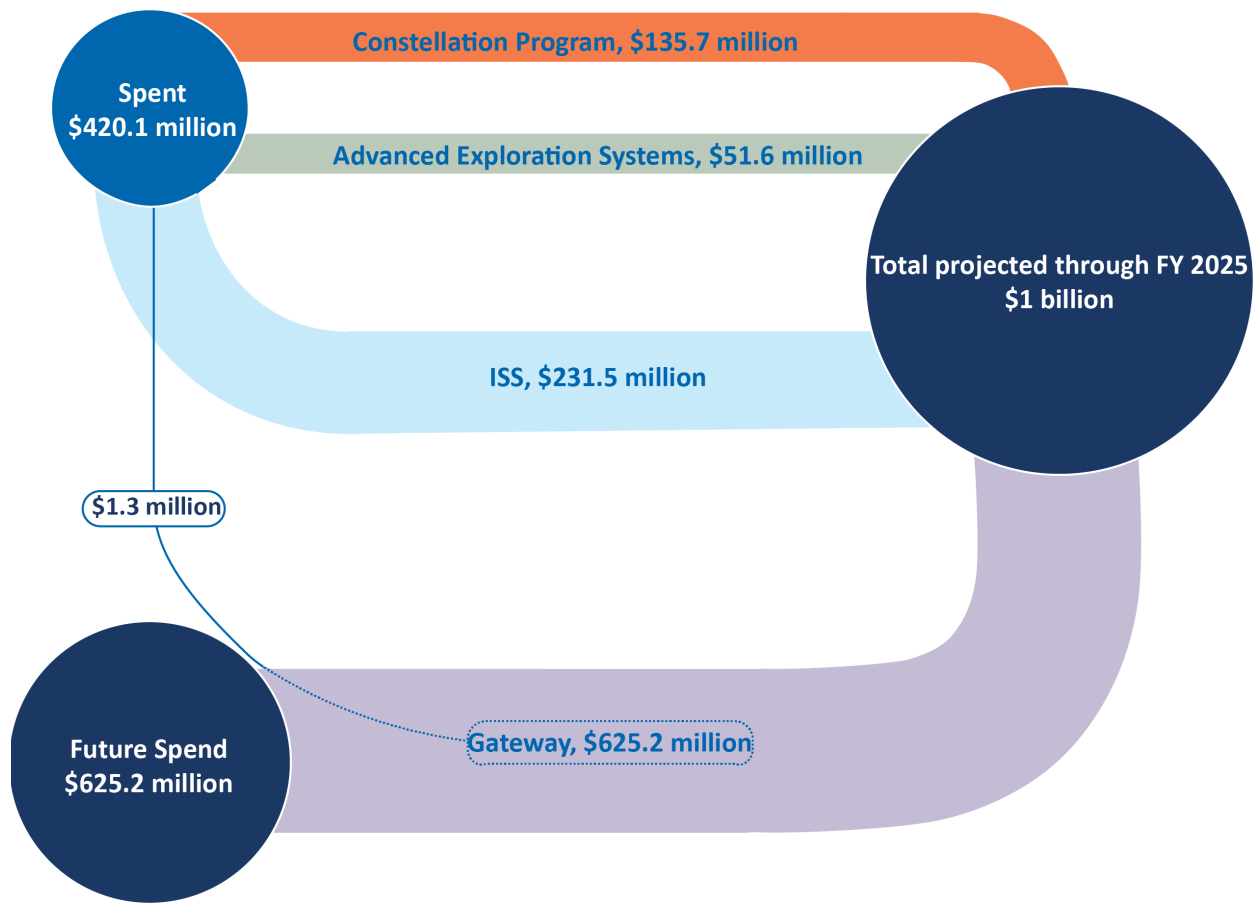 Constellation Program, $135.7 million
Spent
$420.1 million
Advanced Exploration Systems, $51.6 million
Total projected through FY 2025
$1 billion
ISS, $231.5 million
$1.3 million
Gateway, $625.2 million
Future Spend
$625.2 million